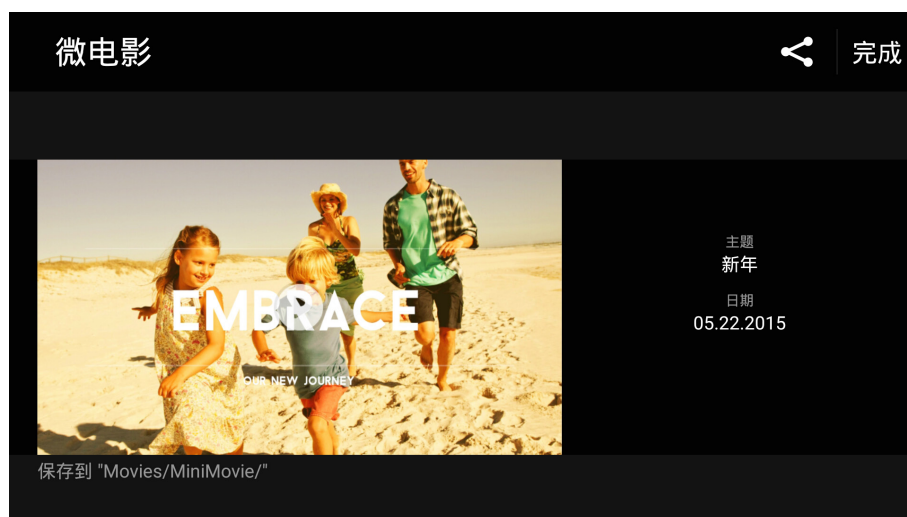 微电影
完成
EMBRACE
OUR NEW JOURNEY
主题
新年
日期
05.22.2015
保存到 "Movies/MiniMovie/"